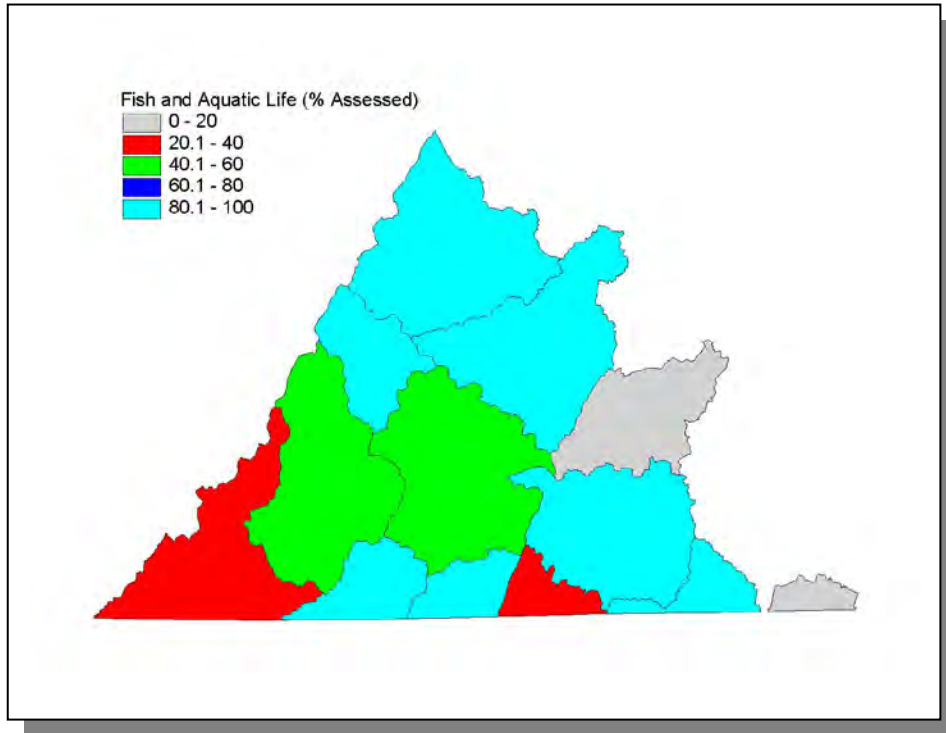 Fish and Aquatic Life (% Assessed)
0 - 20
20.1 - 40
40.1 - 60
60.1 - 80
80.1 - 100